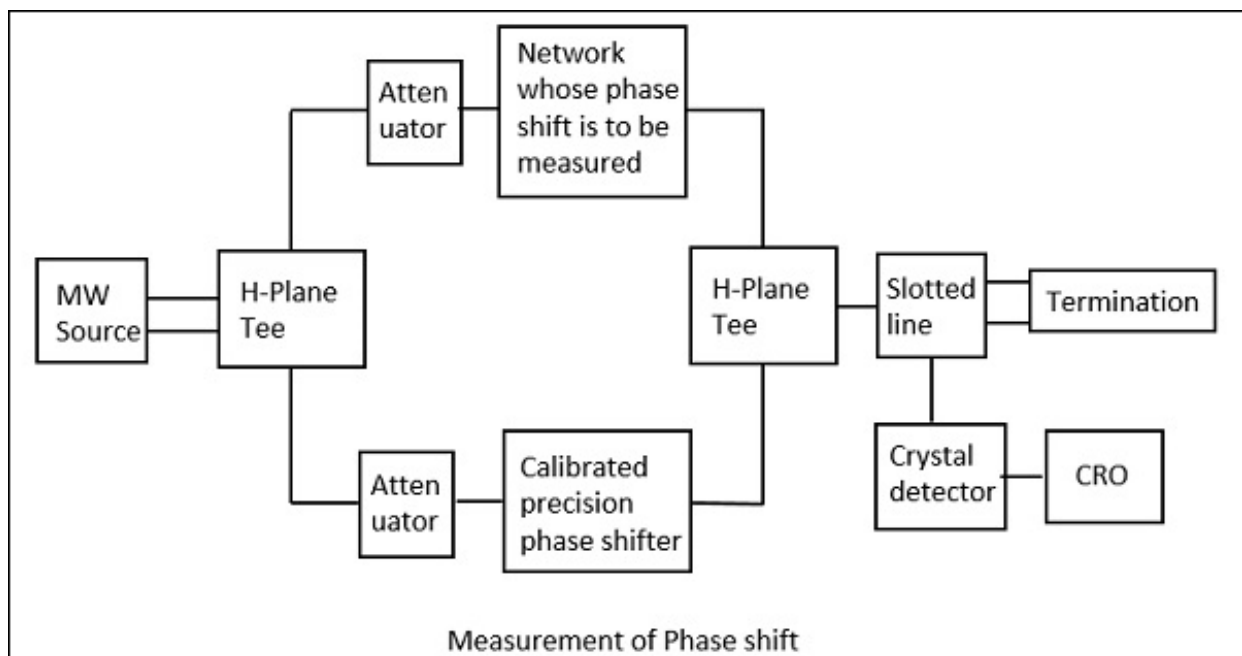 Atten
uator
Network
whose phase
shift is to be
measured
MW
Source
H-Plane
Tee
H-Plane
Tee
Slotted
line
Termination
Atten
uator
Calibrated
precision
phase shifter
Crystal
detector
CRO
Measurement of Phase shift